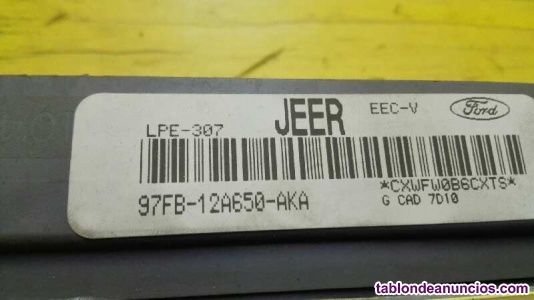 LPE-307 JEER EEC-V Ford
*CXWFW0B6CXTS*
97FB-12A650-AKA G CAD 7D10
tablondeanuncios.com